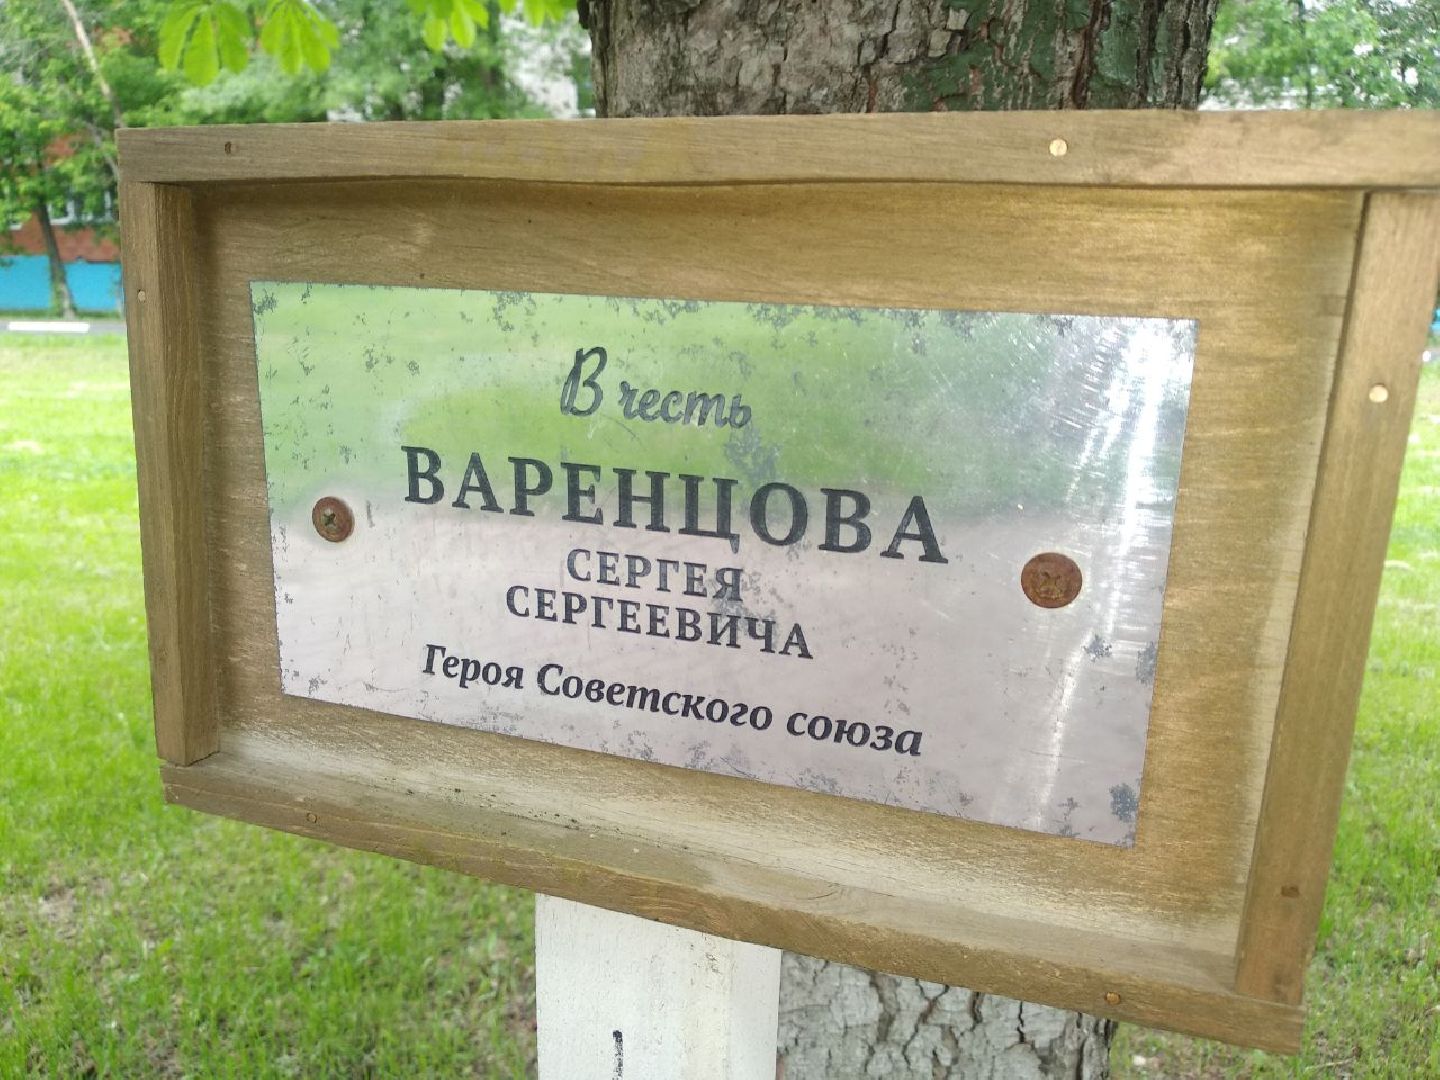 В честь
ВАРЕНЦОВА
СЕРГЕЯ
СЕРГЕЕВИЧА
Героя Советского союза